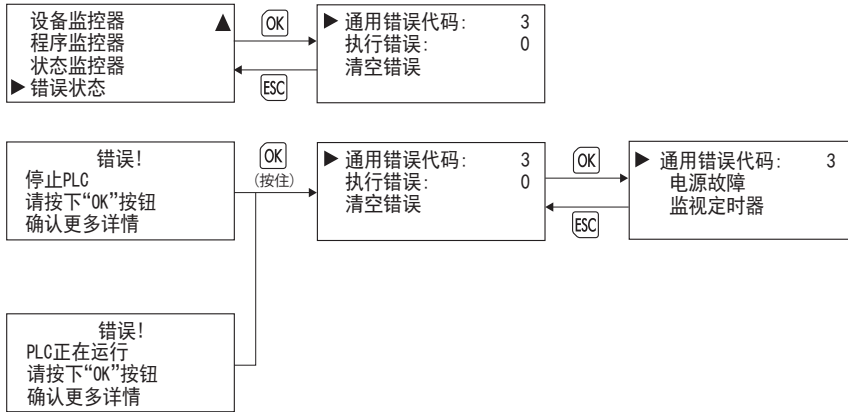 设备监控器 ▲
程序监控器
状态监控器
▶ 错误状态
OK
ESC
▶ 通用错误代码: 3
执行错误: 0
清空错误
错误!
停止PLC
请按下“OK”按钮
确认更多详情
OK
(按住)
▶ 通用错误代码: 3
执行错误: 0
清空错误
OK
ESC
▶ 通用错误代码: 3
电源故障
监视定时器
错误!
PLC正在运行
请按下“OK”按钮
确认更多详情